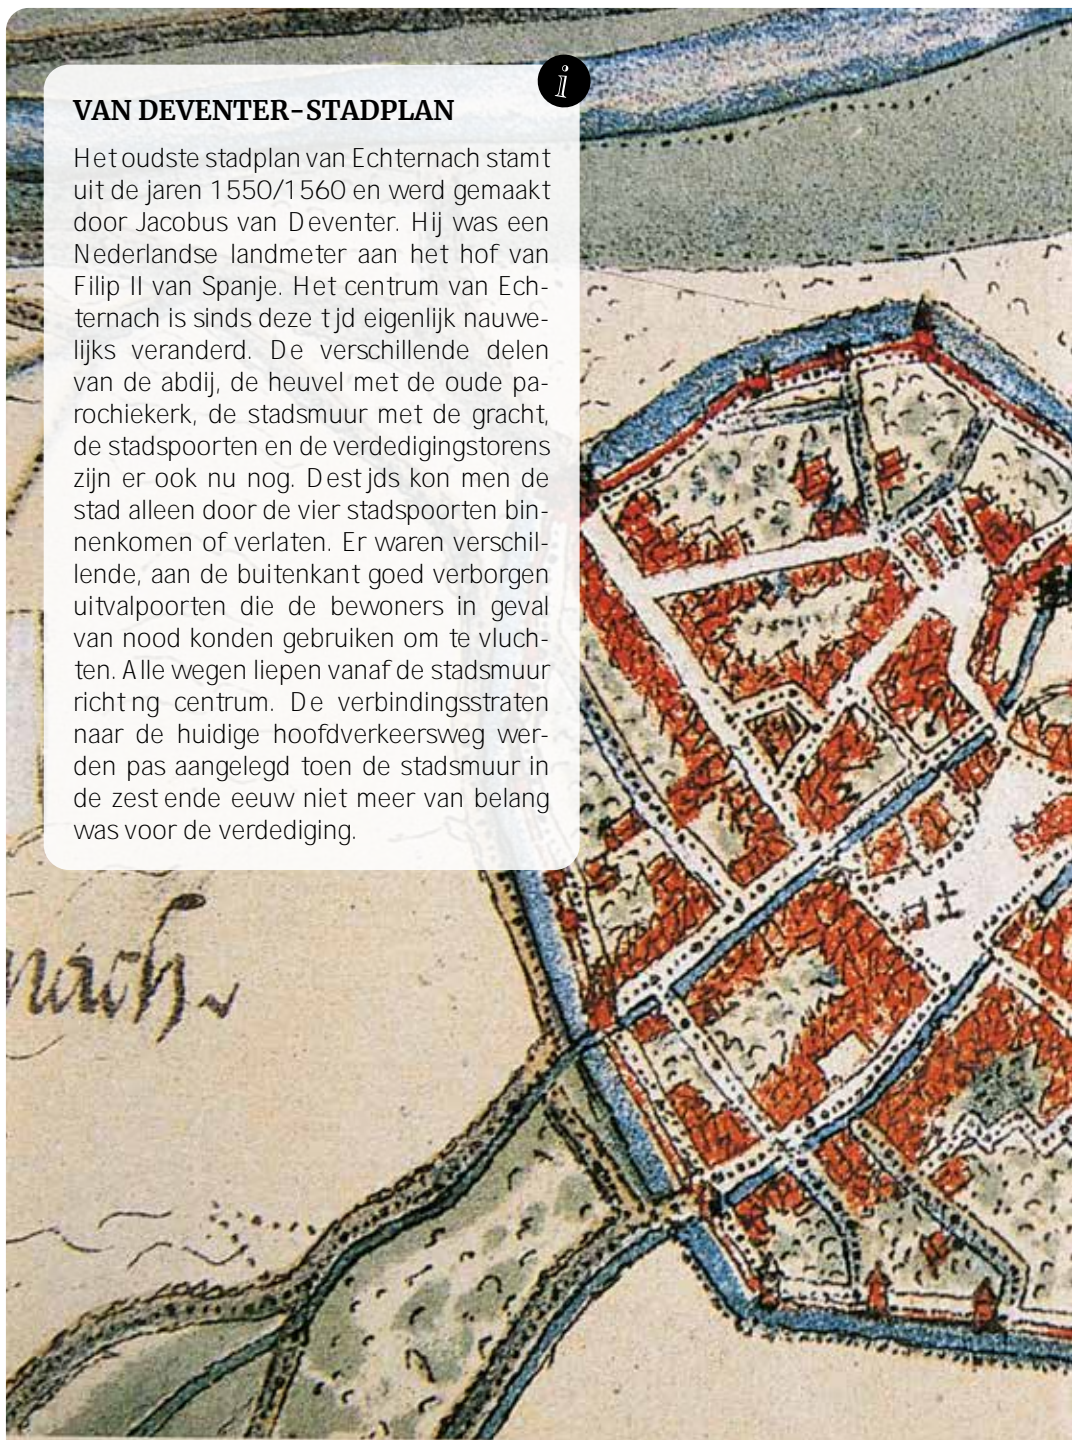 i
VAN DEVENTER-STADPLAN
Het oudste stadplan van Echternach stamt
uit de jaren 1550/1560 en werd gemaakt
door Jacobus van Deventer. Hij was een
Nederlandse landmeter aan het hof van
Filip II van Spanje. Het centrum van Ech-
ternach is sinds deze t jd eigenlijk nauwe-
lijks veranderd. De verschillende delen
van de abdij, de heuvel met de oude pa-
rochiekerk, de stadsmuur met de gracht,
de stadspoorten en de verdedigingstorens
zijn er ook nu nog. Dest jds kon men de
stad alleen door de vier stadspoorten bin-
nenkomen of verlaten. Er waren verschil-
lende, aan de buitenkant goed verborgen
uitvalpoorten die de bewoners in geval
van nood konden gebruiken om te vluch-
ten. Alle wegen liepen vanaf de stadsmuur
richt ng centrum. De verbindingsstraten
naar de huidige hoofdverkeersweg wer-
den pas aangelegd toen de stadsmuur in
de zest ende eeuw niet meer van belang
was voor de verdediging.
nach.